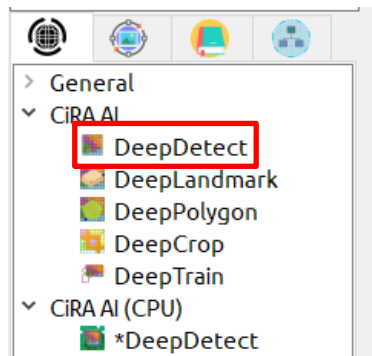 General
CiRA AI
DeepDetect
DeepLandmark
DeepPolygon
DeepCrop
DeepTrain
CiRA AI (CPU)
*DeepDetect